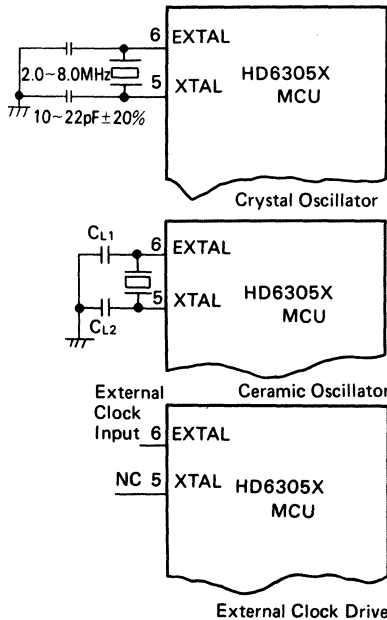 6 EXTAL
2.0~8.0MHz
5 XTAL
HD6305X
MCU
10~22pF±20%
Crystal Oscillator
CL1
6 EXTAL
HD6305X
5 XTAL
MCU
CL2
Ceramic Oscillator
External
Clock
Input 6 EXTAL
NC 5 XTAL HD6305X
MCU
External Clock Drive